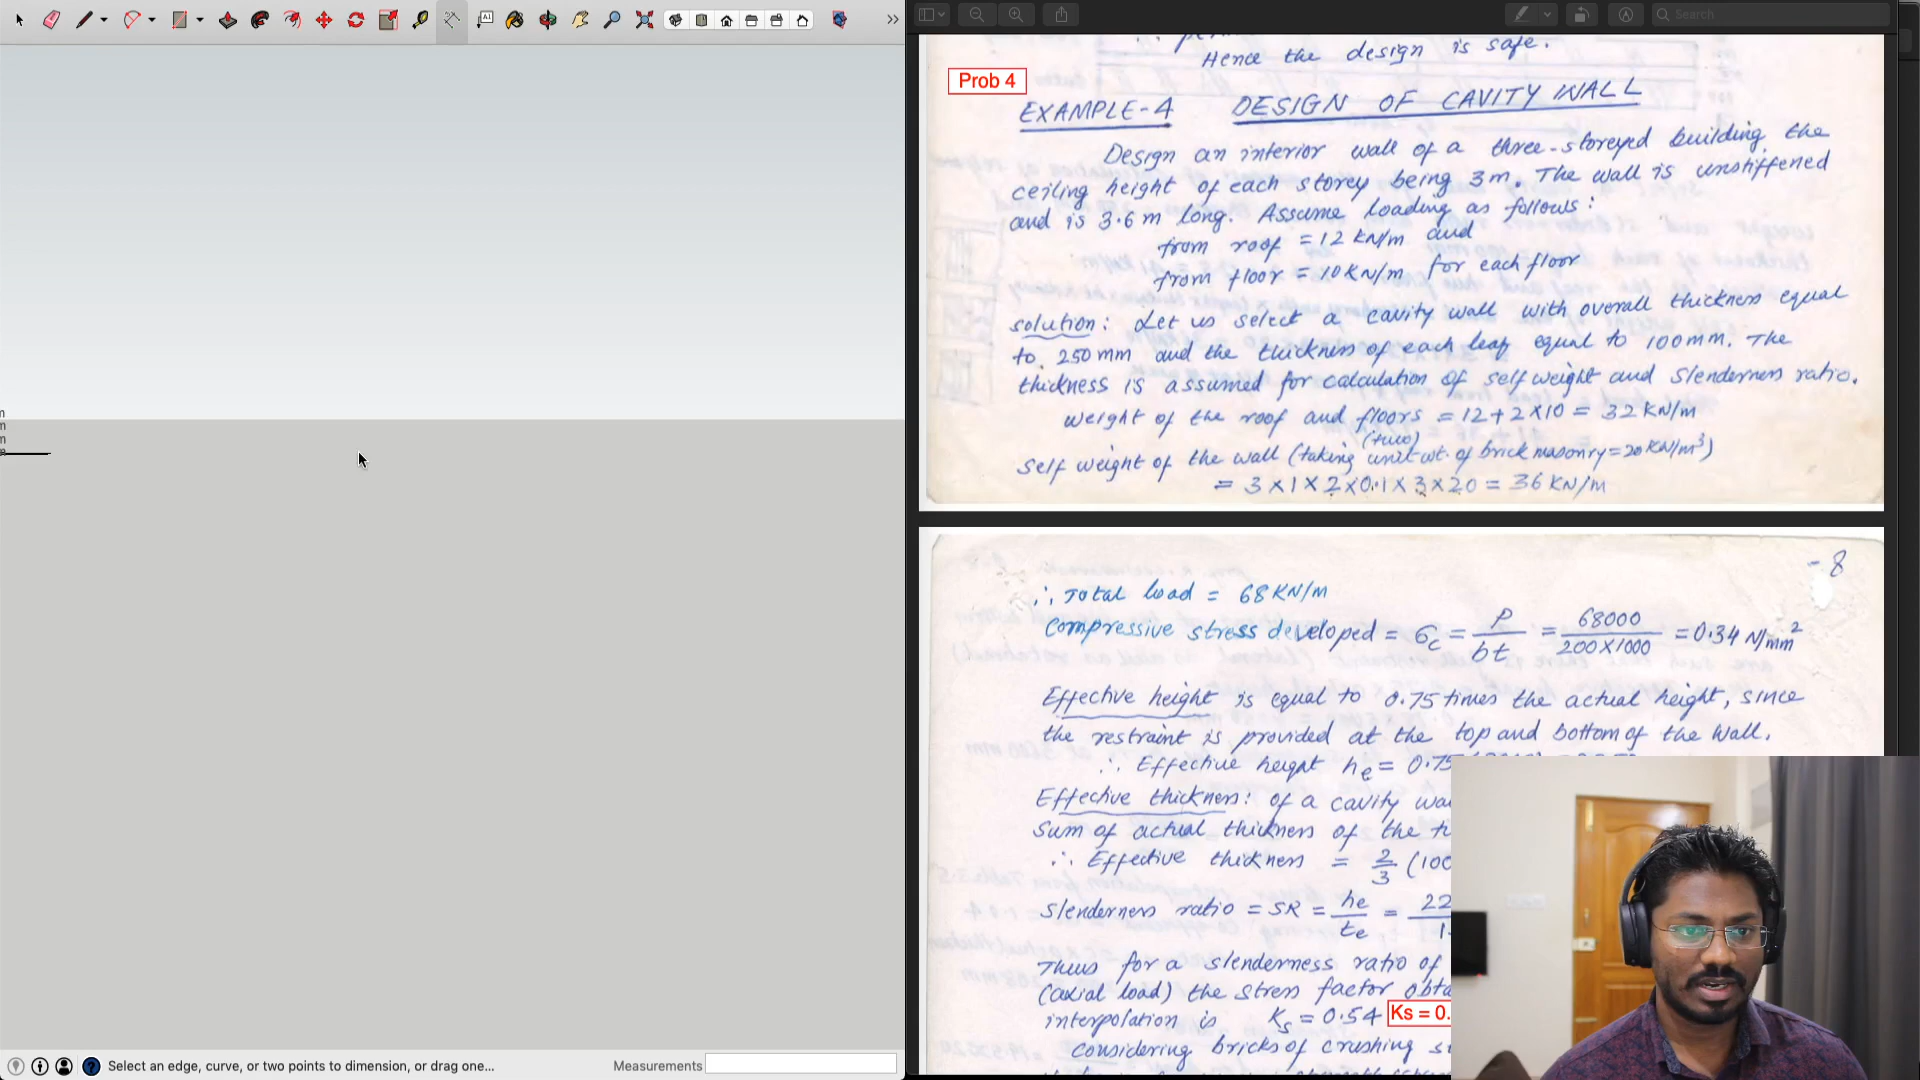 Search
Hence the design is safe.
Prob 4
EXAMPLE-4 DESIGN OF CAVITY WALL
Design an interior wall of a three-storeyed building, the
ceiling height of each storey being 3m. The wall is unstiffened
and is 3.6 m long. Assume loading as follows:
from roof = 12 KN/m and
from floor = 10KN/m for each floor
solution: Let us select a cavity wall with overall thickness equal
to 250mm and the thickness of each leaf equal to 100mm. The
thickness is assumed for calculation of self weight and slenderness ratio.
weight of the roof and floors = 12+2×10 = 32 KN/m
(two)
self weight of the wall (taking unit wt. of brick masonry = 20KN/m³)
= 3×1×2×0.1×3×20 = 36 KN/m
-8
∴ Total load = 68KN/m
compressive stress developed = σc = P/bt = 68000/200×1000 = 0.34 N/mm²
Effective height is equal to 0.75 times the actual height, since
the restraint is provided at the top and bottom of the wall.
∴ Effective height he = 0.75
Effective thickness: of a cavity
sum of actual thickness of the
∴ Effective thickness = 2/3 (100
slenderness ratio = SR = he/te =
Thus for a slenderness ratio of
(axial load) the stress factor
interpolation is Ks = 0.54 Ks = 0.
considering bricks of crushing
Select an edge, curve, or two points to dimension, or drag one...
Measurements